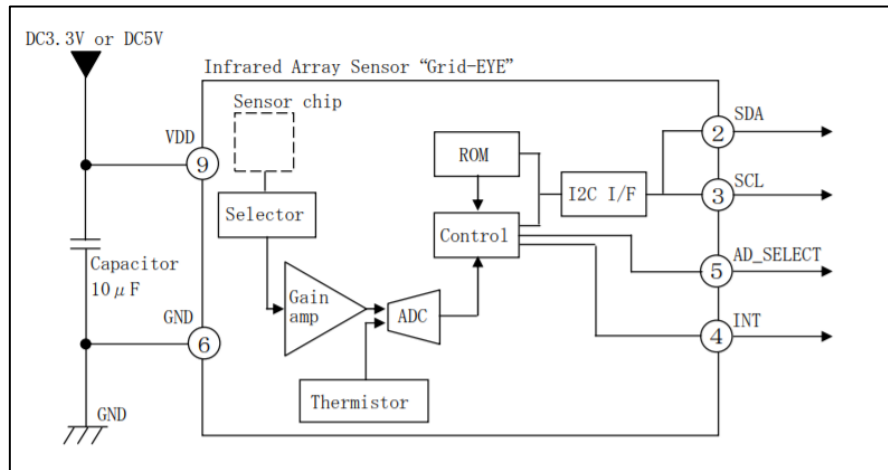 DC3.3V or DC5V
Infrared Array Sensor “Grid-EYE”
Sensor chip
VDD
9
Selector
Capacitor
10μF
GND
6
GND
Gain
amp
ADC
Thermistor
ROM
Control
I2C I/F
2
SDA
3
SCL
5
AD_SELECT
4
INT